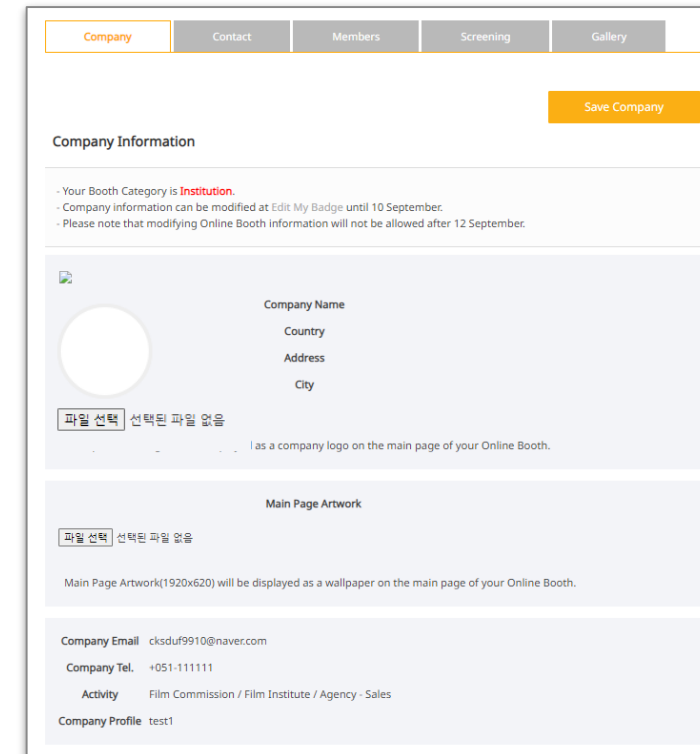 Company Contact Members Screening Gallery
Save Company
Company Information
- Your Booth Category is Institution.
- Company information can be modified at Edit My Badge until 10 September.
- Please note that modifying Online Booth information will not be allowed after 12 September.
Company Name
Country
Address
City
파일 선택 선택된 파일 없음
as a company logo on the main page of your Online Booth.
Main Page Artwork
파일 선택 선택된 파일 없음
Main Page Artwork(1920x620) will be displayed as a wallpaper on the main page of your Online Booth.
Company Email cksduf9910@naver.com
Company Tel. +051-111111
Activity Film Commission / Film Institute / Agency - Sales
Company Profile test1